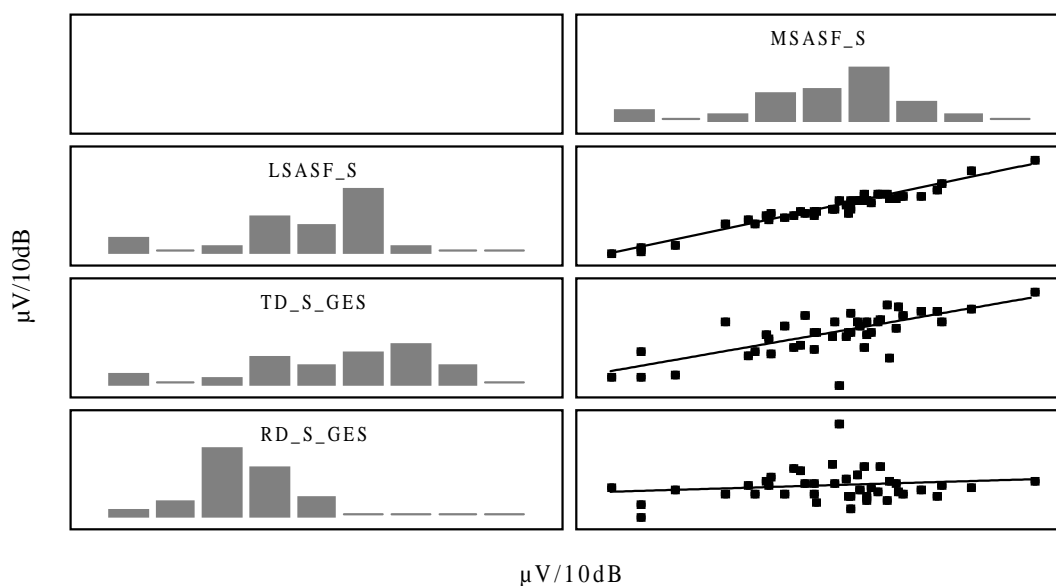 MSASF_S
LSASF_S
TD_S_GES
RD_S_GES
µV/10dB
µV/10dB